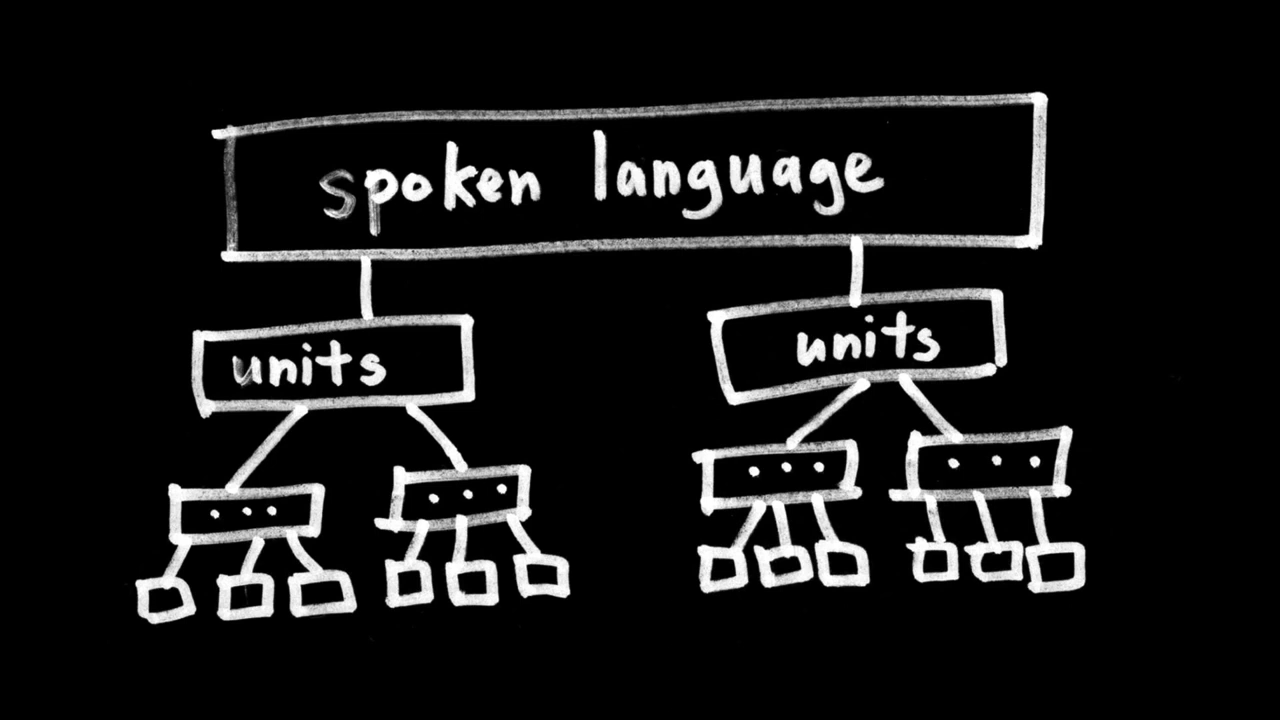 spoken language
units
units
. . .
. . .
. . .
. . .